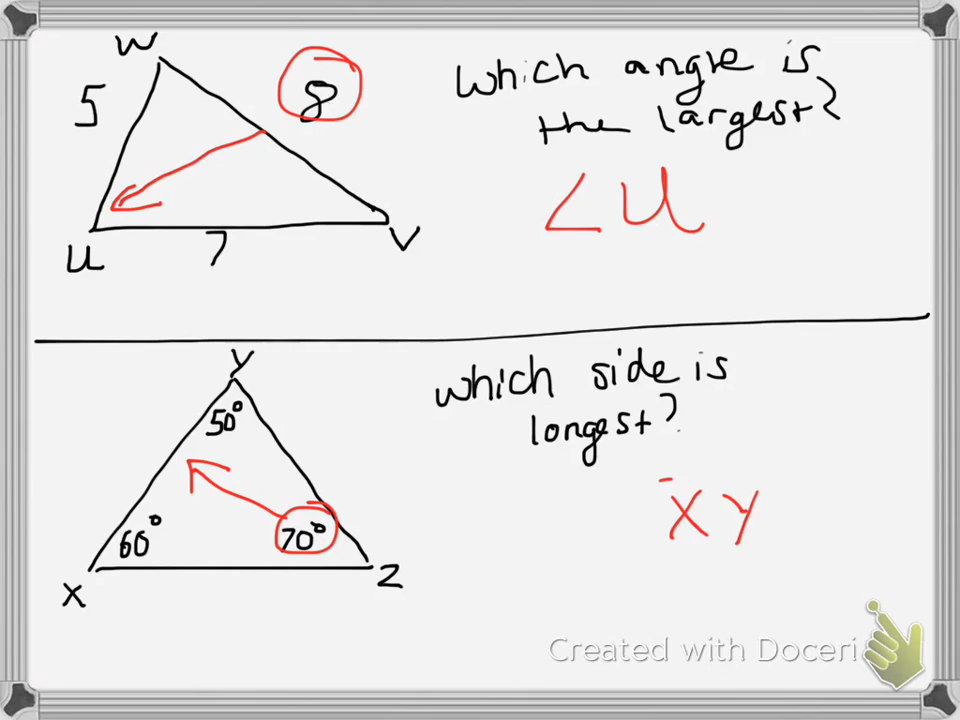 W
5
8
U
7
V
Which angle is
the largest?
∠U
Y
50°
60°
70°
X
Z
which side is
longest?
XY
Created with Doceri